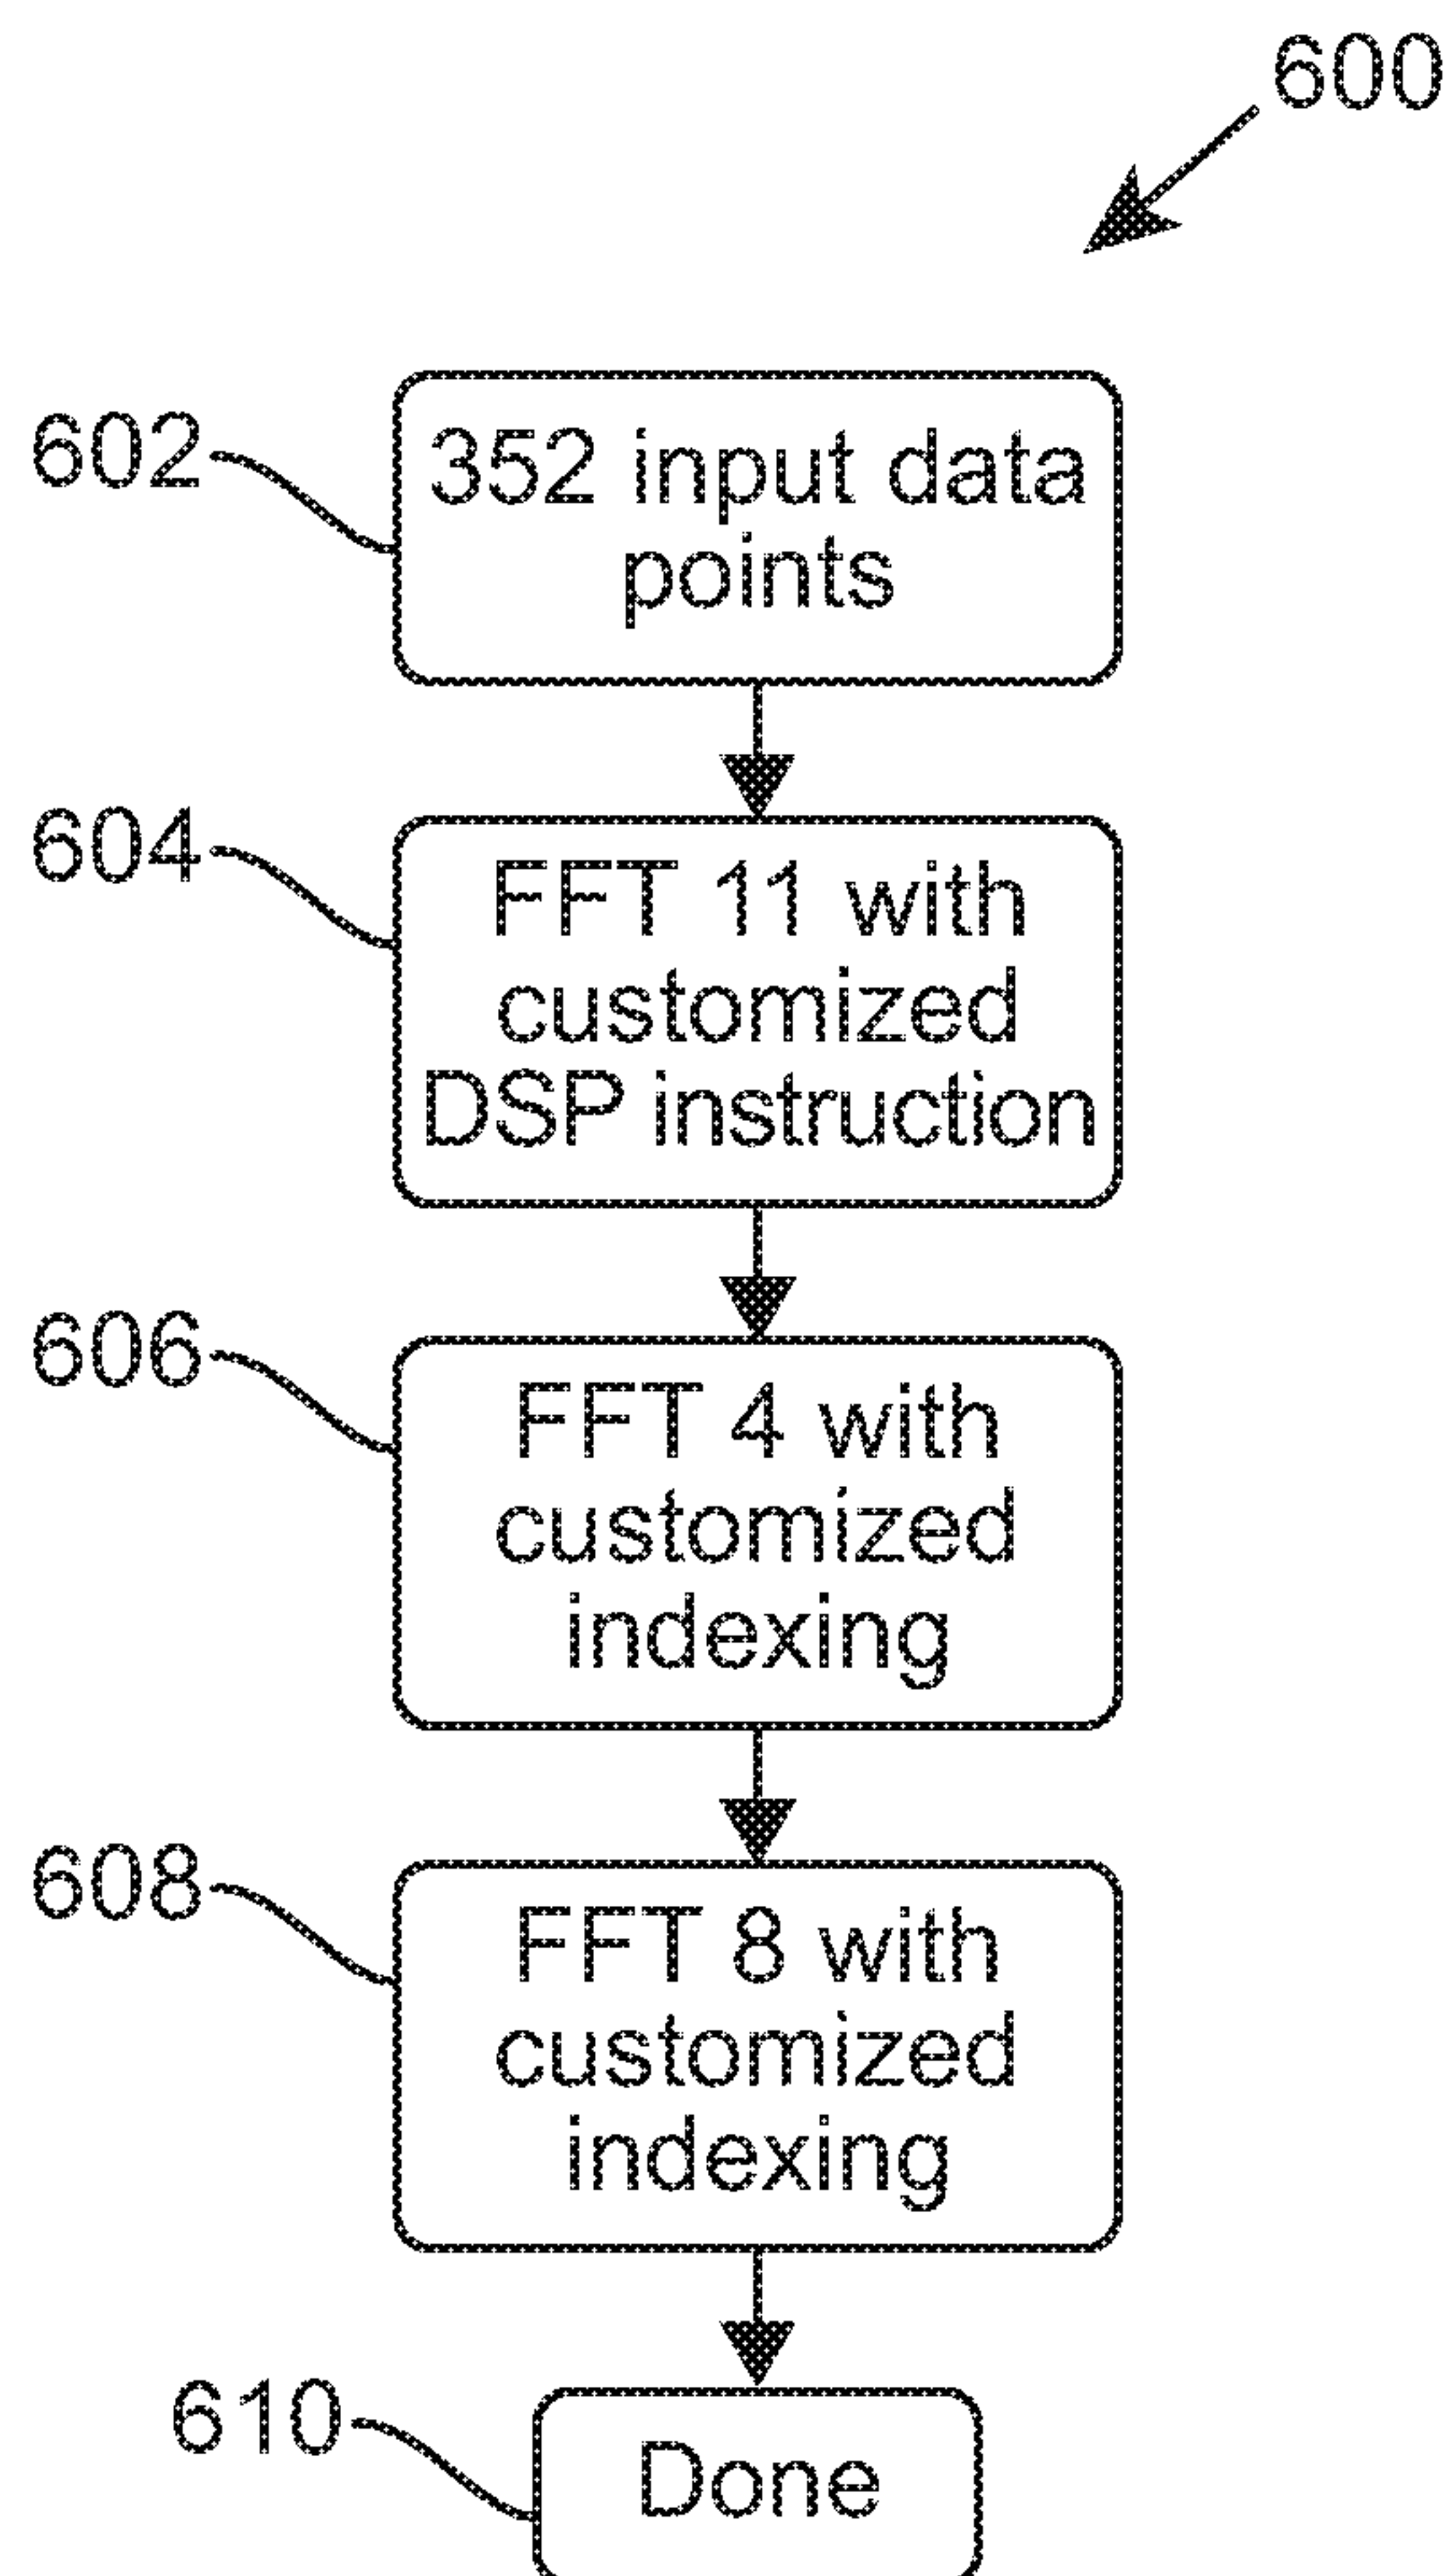 600
602
352 input data
points
604
FFT 11 with
customized
DSP instruction
606
FFT 4 with
customized
indexing
608
FFT 8 with
customized
indexing
610
Done